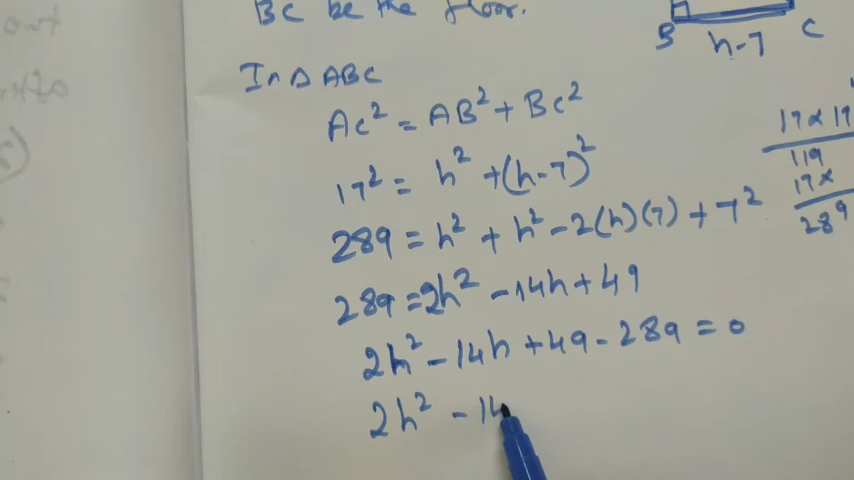 BC be the floor.
B
C
h-7
In Δ ABC
AC² = AB² + BC²
17² = h² + (h-7)²
289 = h² + h² - 2(h)(7) + 7²
289 = 2h² - 14h + 49
2h² - 14h + 49 - 289 = 0
2h² - 14
17 x 17
119
17x
289